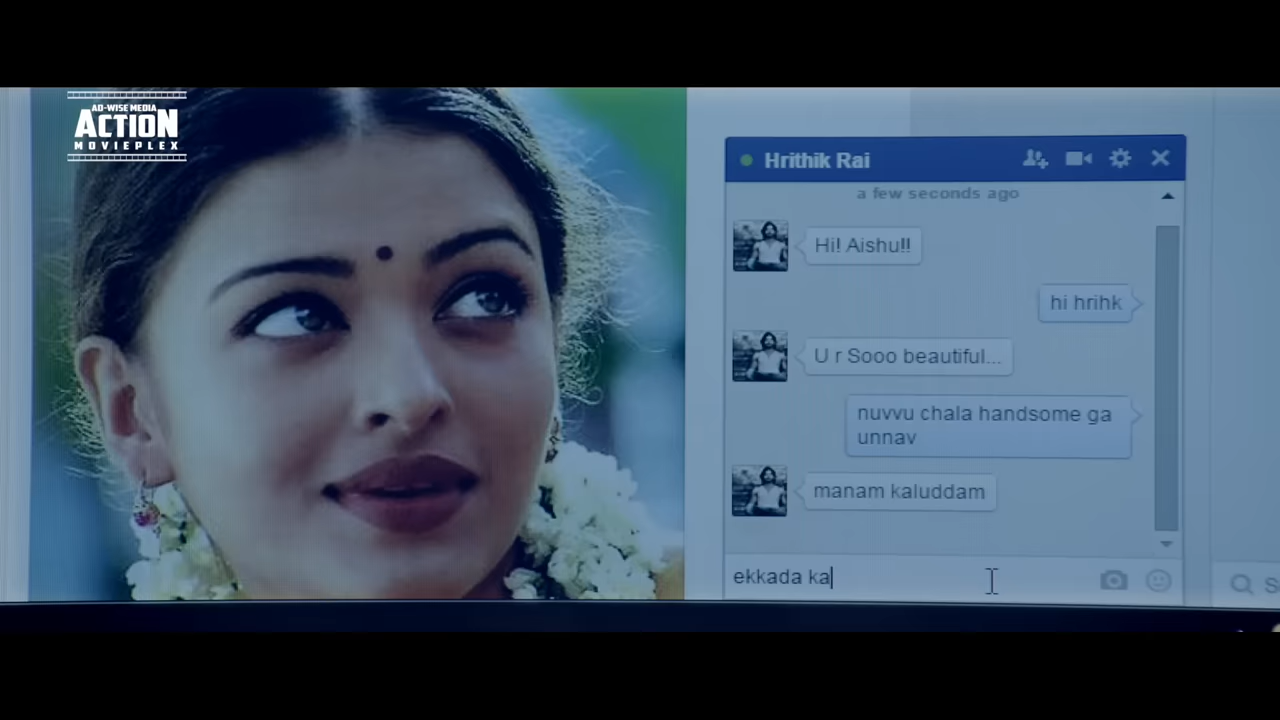 AD-WISE MEDIA
ACTION
MOVIEPLEX
Hrithik Rai
a few seconds ago
Hi! Aishu!!
hi hrihk
U r Sooo beautiful...
nuvvu chala handsome ga
unnav
manam kaluddam
ekkada ka
S